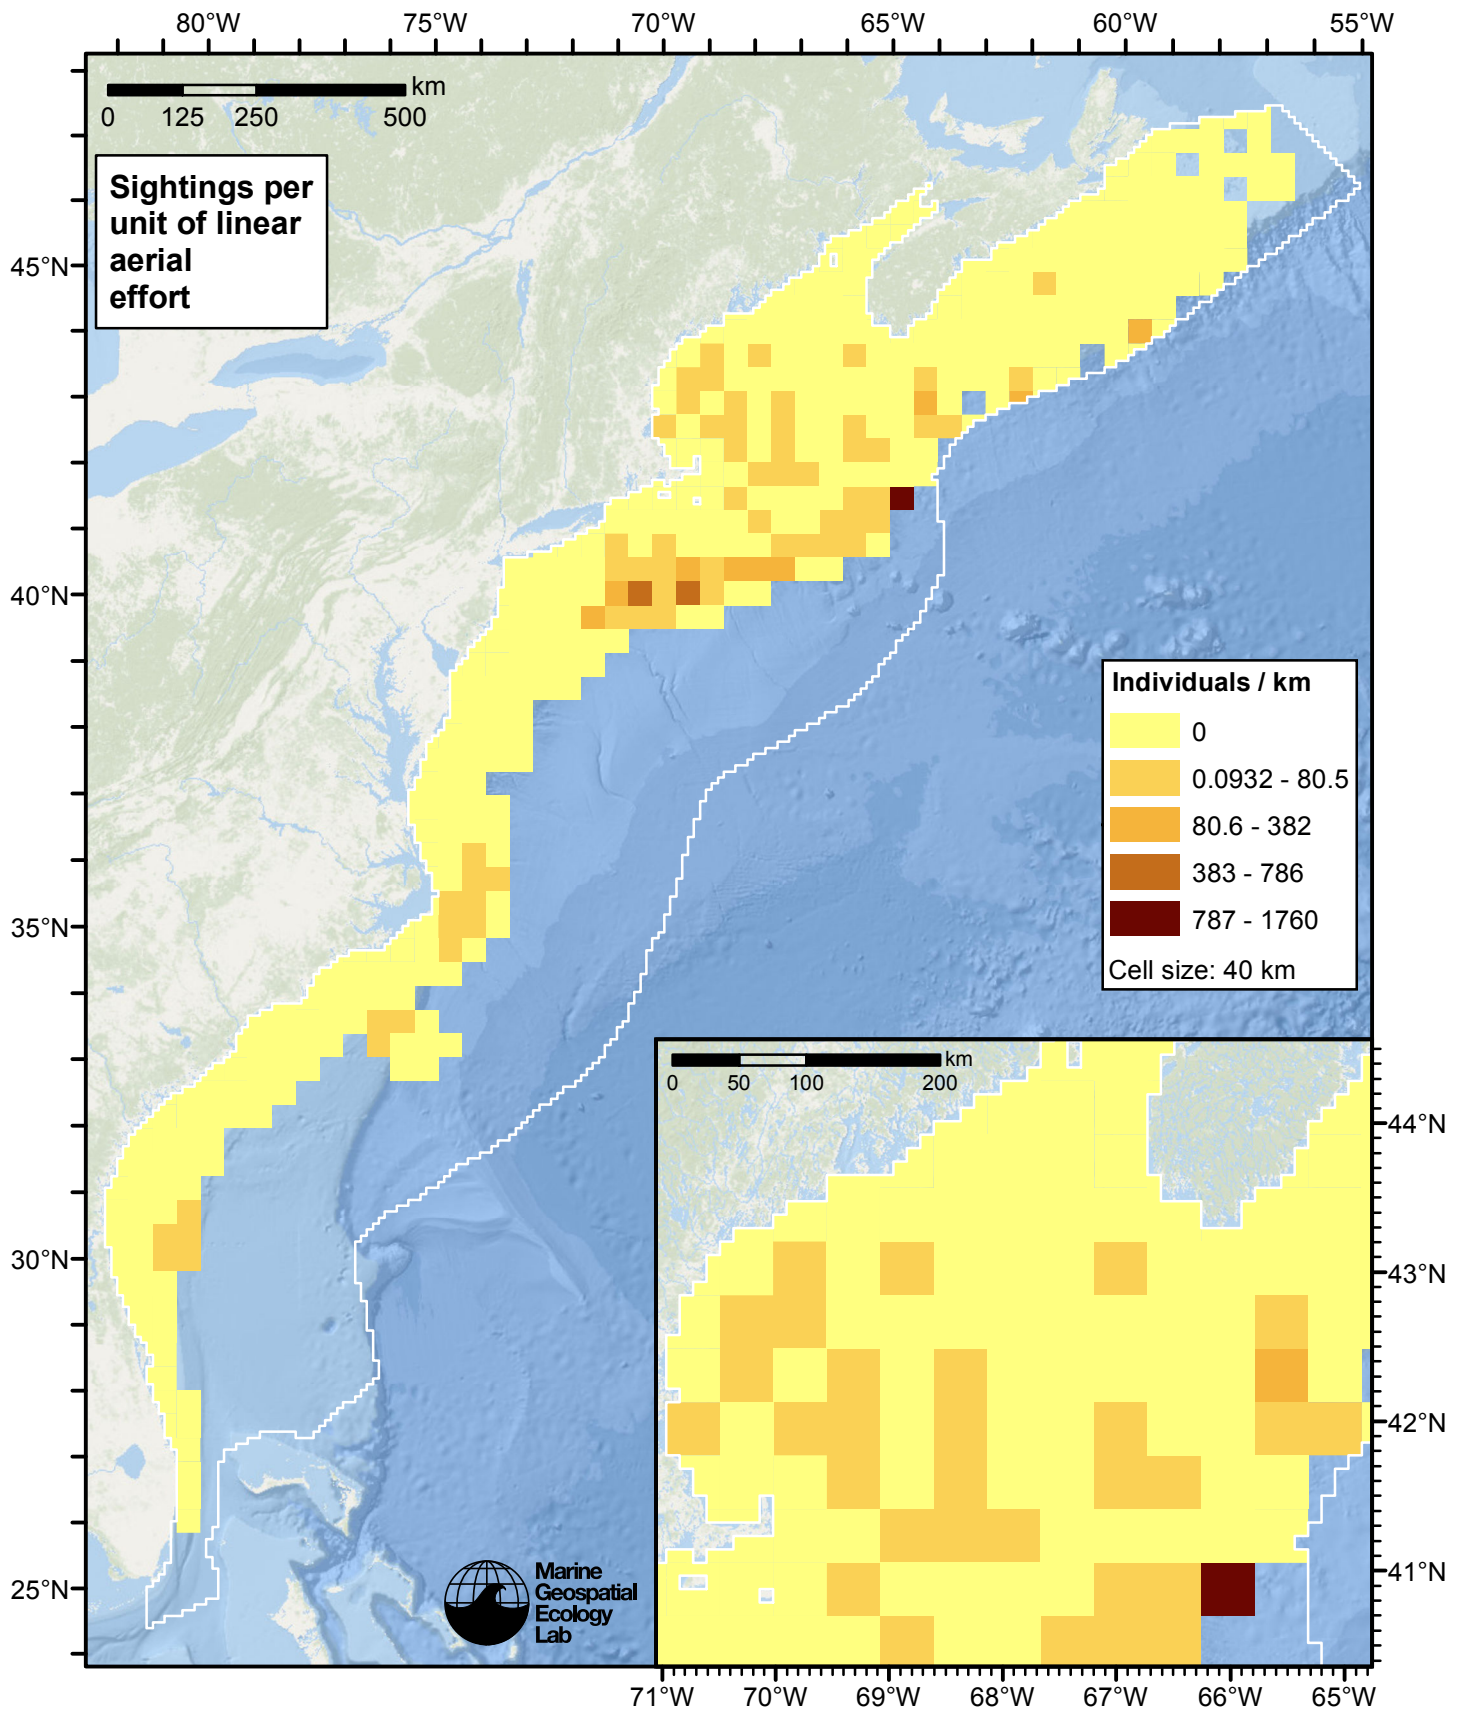 80°W 75°W 70°W 65°W 60°W 55°W
km
0 125 250 500
Sightings per
unit of linear
aerial
effort
45°N
40°N
35°N
30°N
25°N
Individuals / km
0
0.0932 - 80.5
80.6 - 382
383 - 786
787 - 1760
Cell size: 40 km
km
0 50 100 200
44°N
43°N
42°N
41°N
Marine
Geospatial
Ecology
Lab
71°W 70°W 69°W 68°W 67°W 66°W 65°W